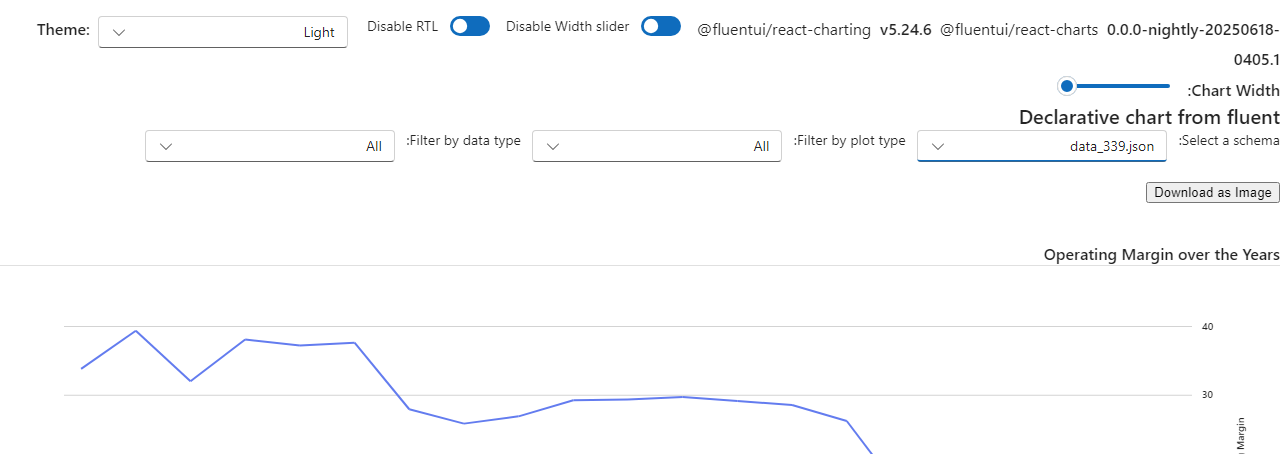 Theme: Light Disable RTL Disable Width slider @fluentui/react-charting v5.24.6 @fluentui/react-charts 0.0.0-nightly-20250618-
0405.1
:Chart Width
Declarative chart from fluent
:Select a schema data_339.json :Filter by plot type All :Filter by data type All
Download as Image
Operating Margin over the Years
40
30
Margin